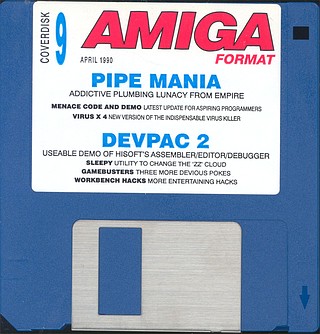 COVERDISK 9
AMIGA
APRIL 1990
FORMAT
PIPE MANIA
ADDICTIVE PLUMBING LUNACY FROM EMPIRE
MENACE CODE AND DEMO LATEST UPDATE FOR ASPIRING PROGRAMMERS
VIRUS X 4 NEW VERSION OF THE INDISPENSABLE VIRUS KILLER
DEVPAC 2
USEABLE DEMO OF HISOFT'S ASSEMBLER/EDITOR/DEBUGGER
SLEEPY UTILITY TO CHANGE THE 'ZZ' CLOUD
GAMEBUSTERS THREE MORE DEVIOUS POKES
WORKBENCH HACKS MORE ENTERTAINING HACKS